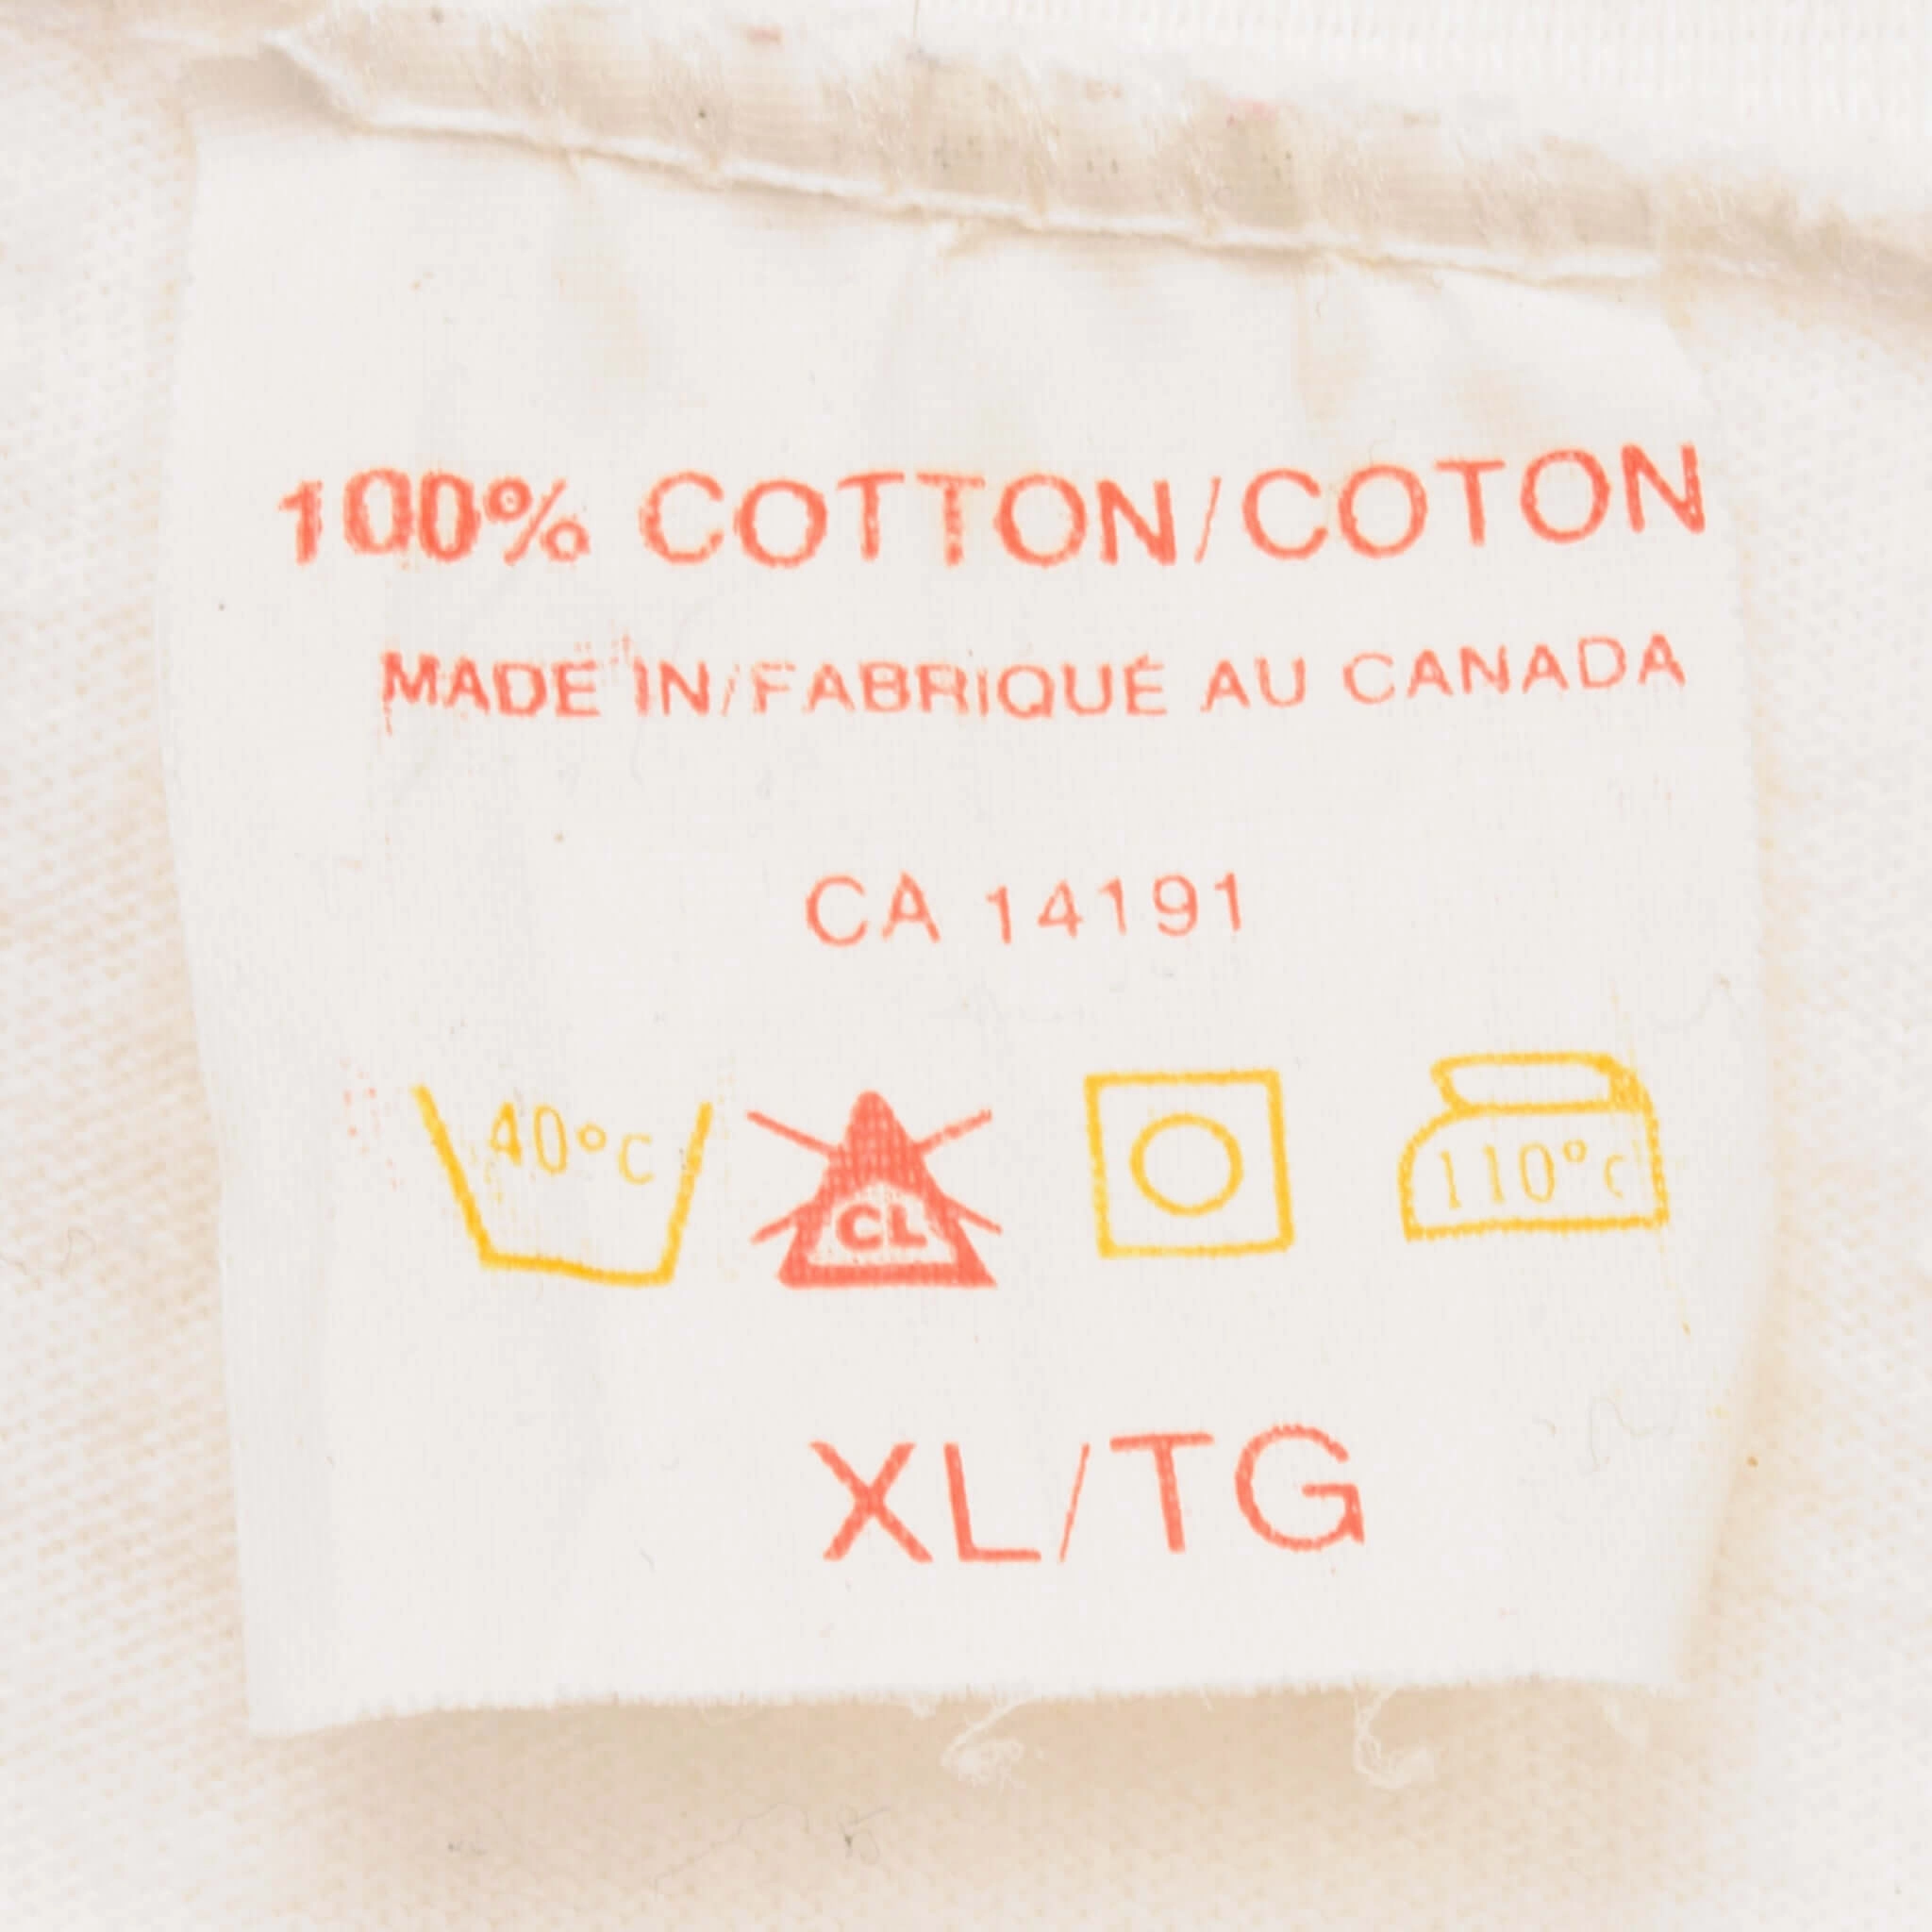 100% COTTON/COTON
MADE IN/FABRIQUÉ AU CANADA
CA 14191
40°C CL 110°C
XL/TG